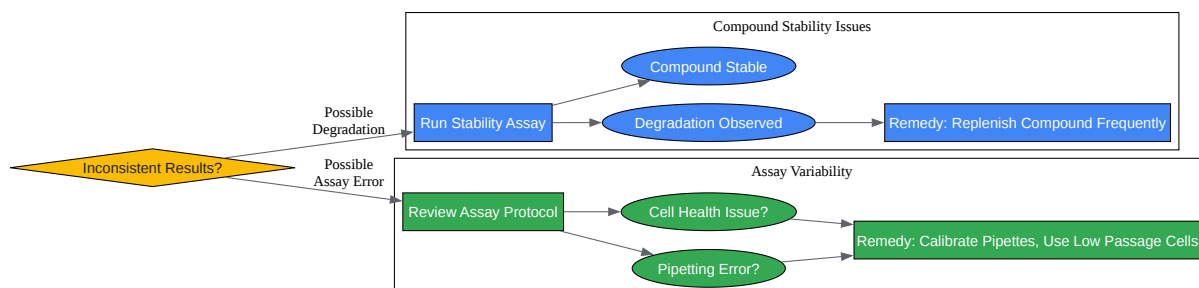 Compound Stability Issues
Compound Stable
Possible
Degradation
Run Stability Assay
Degradation Observed
Remedy: Replenish Compound Frequently
Inconsistent Results?
Possible
Assay Error
Assay Variability
Review Assay Protocol
Cell Health Issue?
Remedy: Calibrate Pipettes, Use Low Passage Cells
Pipetting Error?